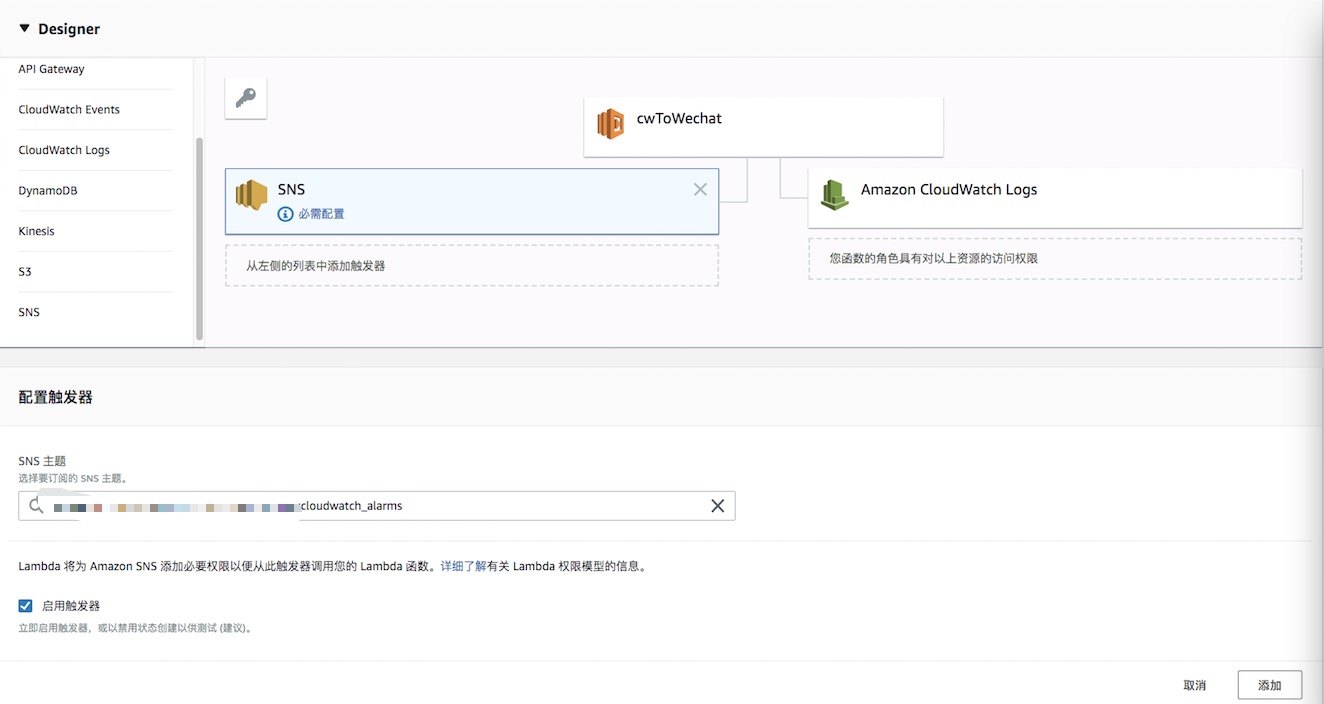 Designer
API Gateway
CloudWatch Events
CloudWatch Logs
DynamoDB
Kinesis
S3
SNS
cwToWechat
SNS
必需配置
从左侧的列表中添加触发器
Amazon CloudWatch Logs
您函数的角色具有对以上资源的访问权限
配置触发器
SNS 主题
选择要订阅的 SNS 主题。
cloudwatch_alarms
Lambda 将为 Amazon SNS 添加必要权限以便从此触发器调用您的 Lambda 函数。详细了解有关 Lambda 权限模型的信息。
启用触发器
立即启用触发器，或以禁用状态创建以供测试 (建议)。
取消
添加